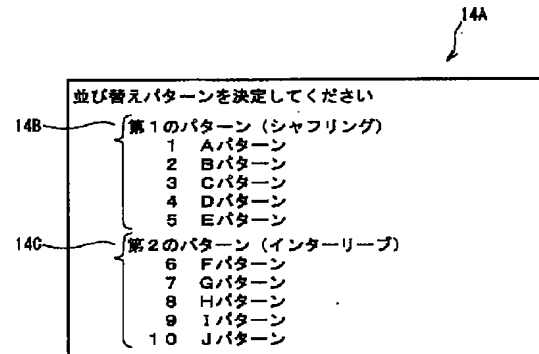 14A
並び替えパターンを決定してください
14B 第1のパターン（シャフリング）
1 Aパターン
2 Bパターン
3 Cパターン
4 Dパターン
5 Eパターン
14C 第2のパターン（インターリーブ）
6 Fパターン
7 Gパターン
8 Hパターン
9 Iパターン
10 Jパターン